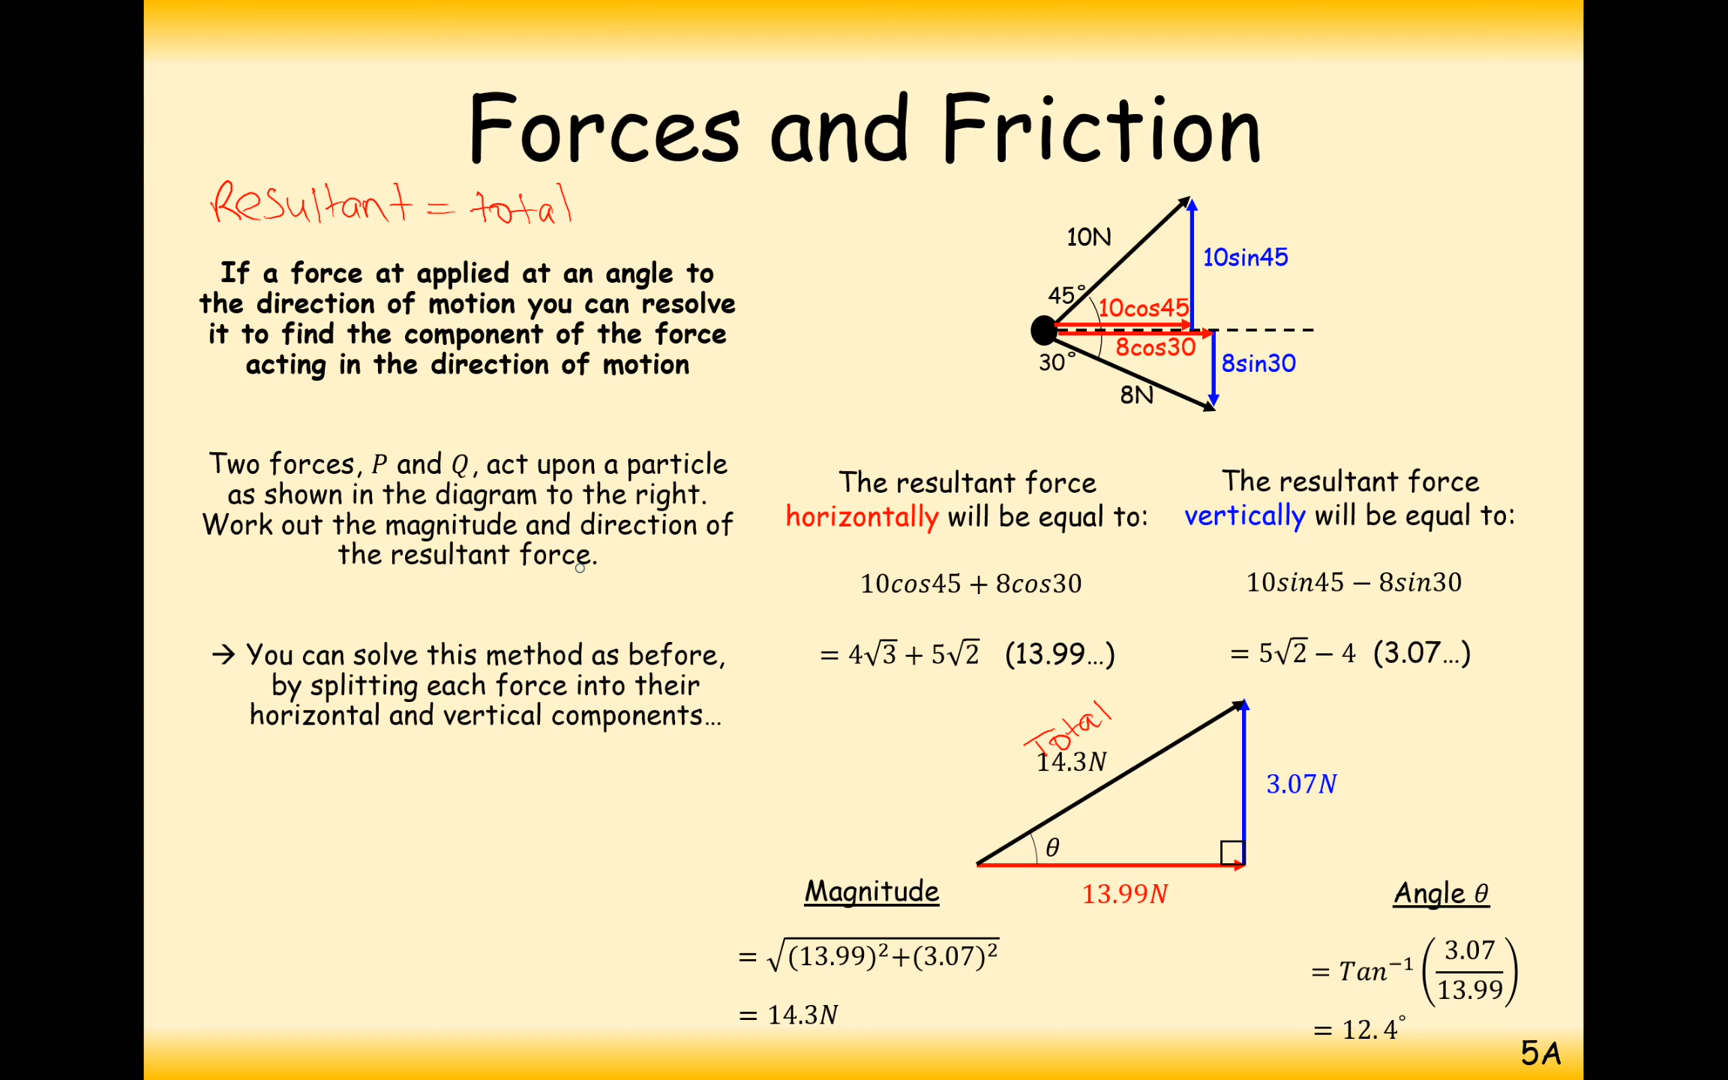 Forces and Friction
Resultant = total
If a force at applied at an angle to
the direction of motion you can resolve
it to find the component of the force
acting in the direction of motion
Two forces, P and Q, act upon a particle
as shown in the diagram to the right.
Work out the magnitude and direction of
the resultant force.
→ You can solve this method as before,
by splitting each force into their
horizontal and vertical components...
10N
10sin45
45°
10cos45
8cos30
30°
8sin30
8N
The resultant force
horizontally will be equal to:
10cos45 + 8cos30
= 4√3 + 5√2 (13.99...)
The resultant force
vertically will be equal to:
10sin45 − 8sin30
= 5√2 − 4 (3.07...)
Total
14.3N
3.07N
θ
13.99N
Magnitude
= √(13.99)²+(3.07)²
= 14.3N
Angle θ
= Tan⁻¹(3.07/13.99)
= 12.4°
5A